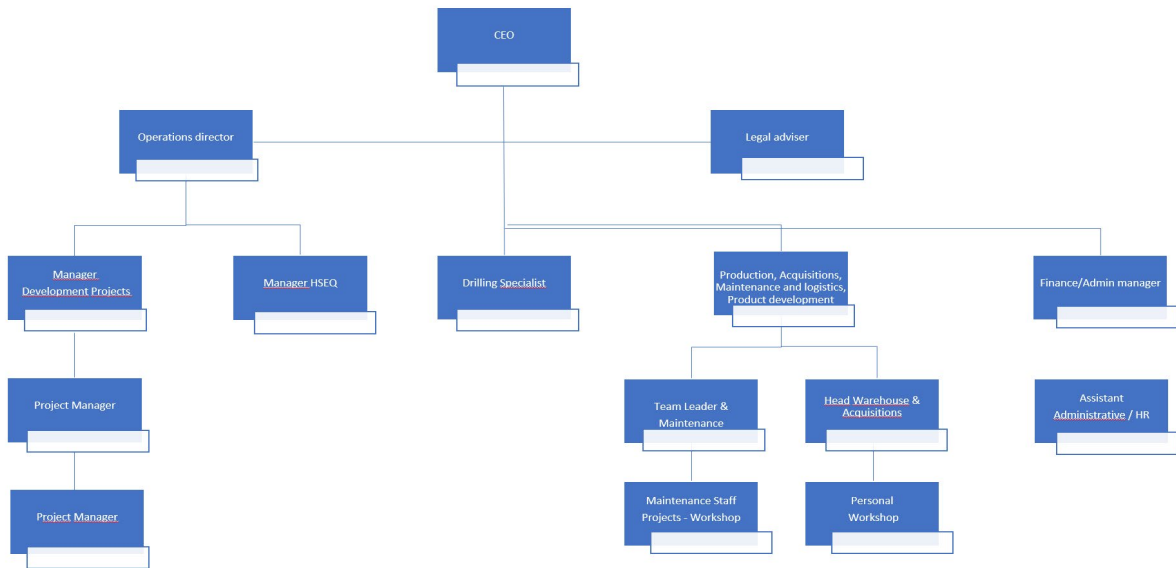 CEO
Operations director
Legal adviser
Manager
Development Projects
Manager HSEQ
Drilling Specialist
Production, Acquisitions,
Maintenance and logistics,
Product development
Finance/Admin manager
Project Manager
Team Leader &
Maintenance
Head Warehouse &
Acquisitions
Assistant
Administrative / HR
Project Manager
Maintenance Staff
Projects - Workshop
Personal
Workshop